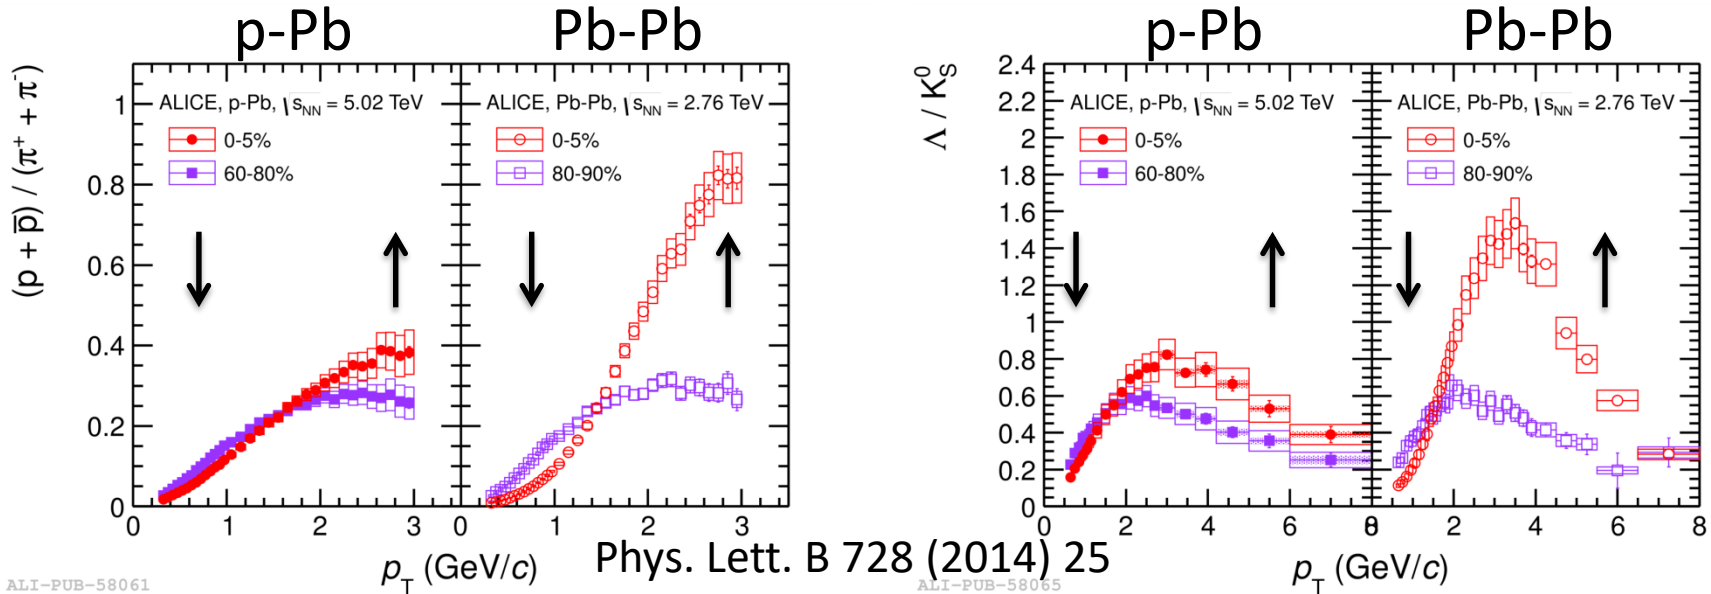 p-Pb
Pb-Pb
(p + p̅) / (π⁺ + π⁻)
ALICE, p-Pb, √sNN = 5.02 TeV
0-5%
60-80%
ALICE, Pb-Pb, √sNN = 2.76 TeV
0-5%
80-90%
1
0.8
0.6
0.4
0.2
0
0 1 2 3
0 1 2 3
pT (GeV/c)
ALI-PUB-58061
Phys. Lett. B 728 (2014) 25
p-Pb
Pb-Pb
Λ / K⁰S
ALICE, p-Pb, √sNN = 5.02 TeV
0-5%
60-80%
ALICE, Pb-Pb, √sNN = 2.76 TeV
0-5%
80-90%
2.4
2.2
2
1.8
1.6
1.4
1.2
1
0.8
0.6
0.4
0.2
0
0 2 4 6 8
0 2 4 6 8
pT (GeV/c)
ALI-PUB-58065